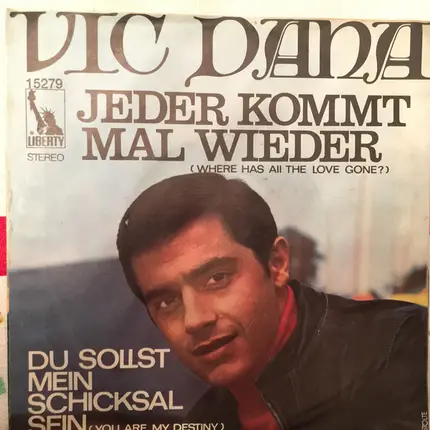 VIC DANA
15279
LIBERTY
STEREO
JEDER KOMMT
MAL WIEDER
(WHERE HAS All THE LOVE GONE?)
DU SOLLST
MEIN
SCHICKSAL
SEIN (YOU ARE MY DESTINY)